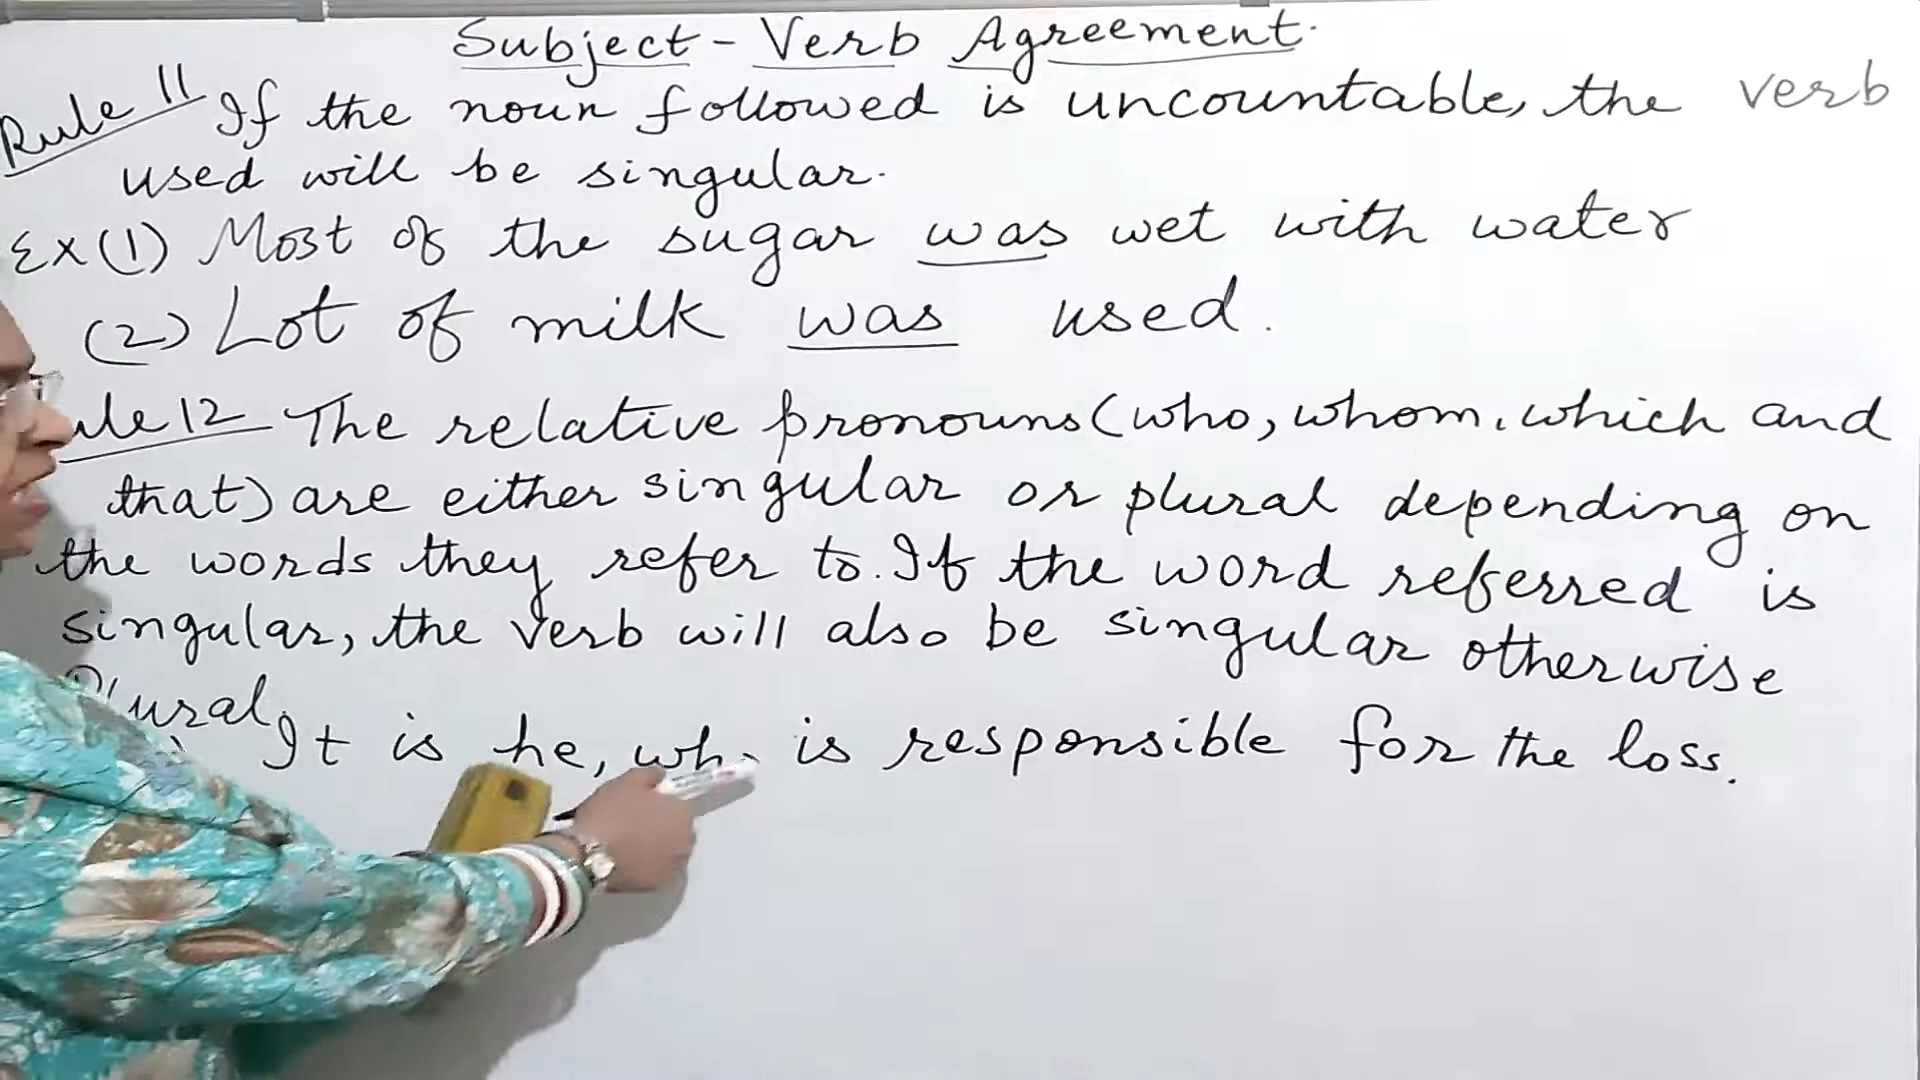 Subject-Verb Agreement.
Rule 11 If the noun followed is uncountable, the verb
used will be singular.
Ex(1) Most of the sugar was wet with water
(2) Lot of milk was used.
ule 12 The relative pronouns (who, whom, which and
that) are either singular or plural depending on
the words they refer to. If the word referred is
singular, the verb will also be singular otherwise
Plural.
It is he, who is responsible for the loss.